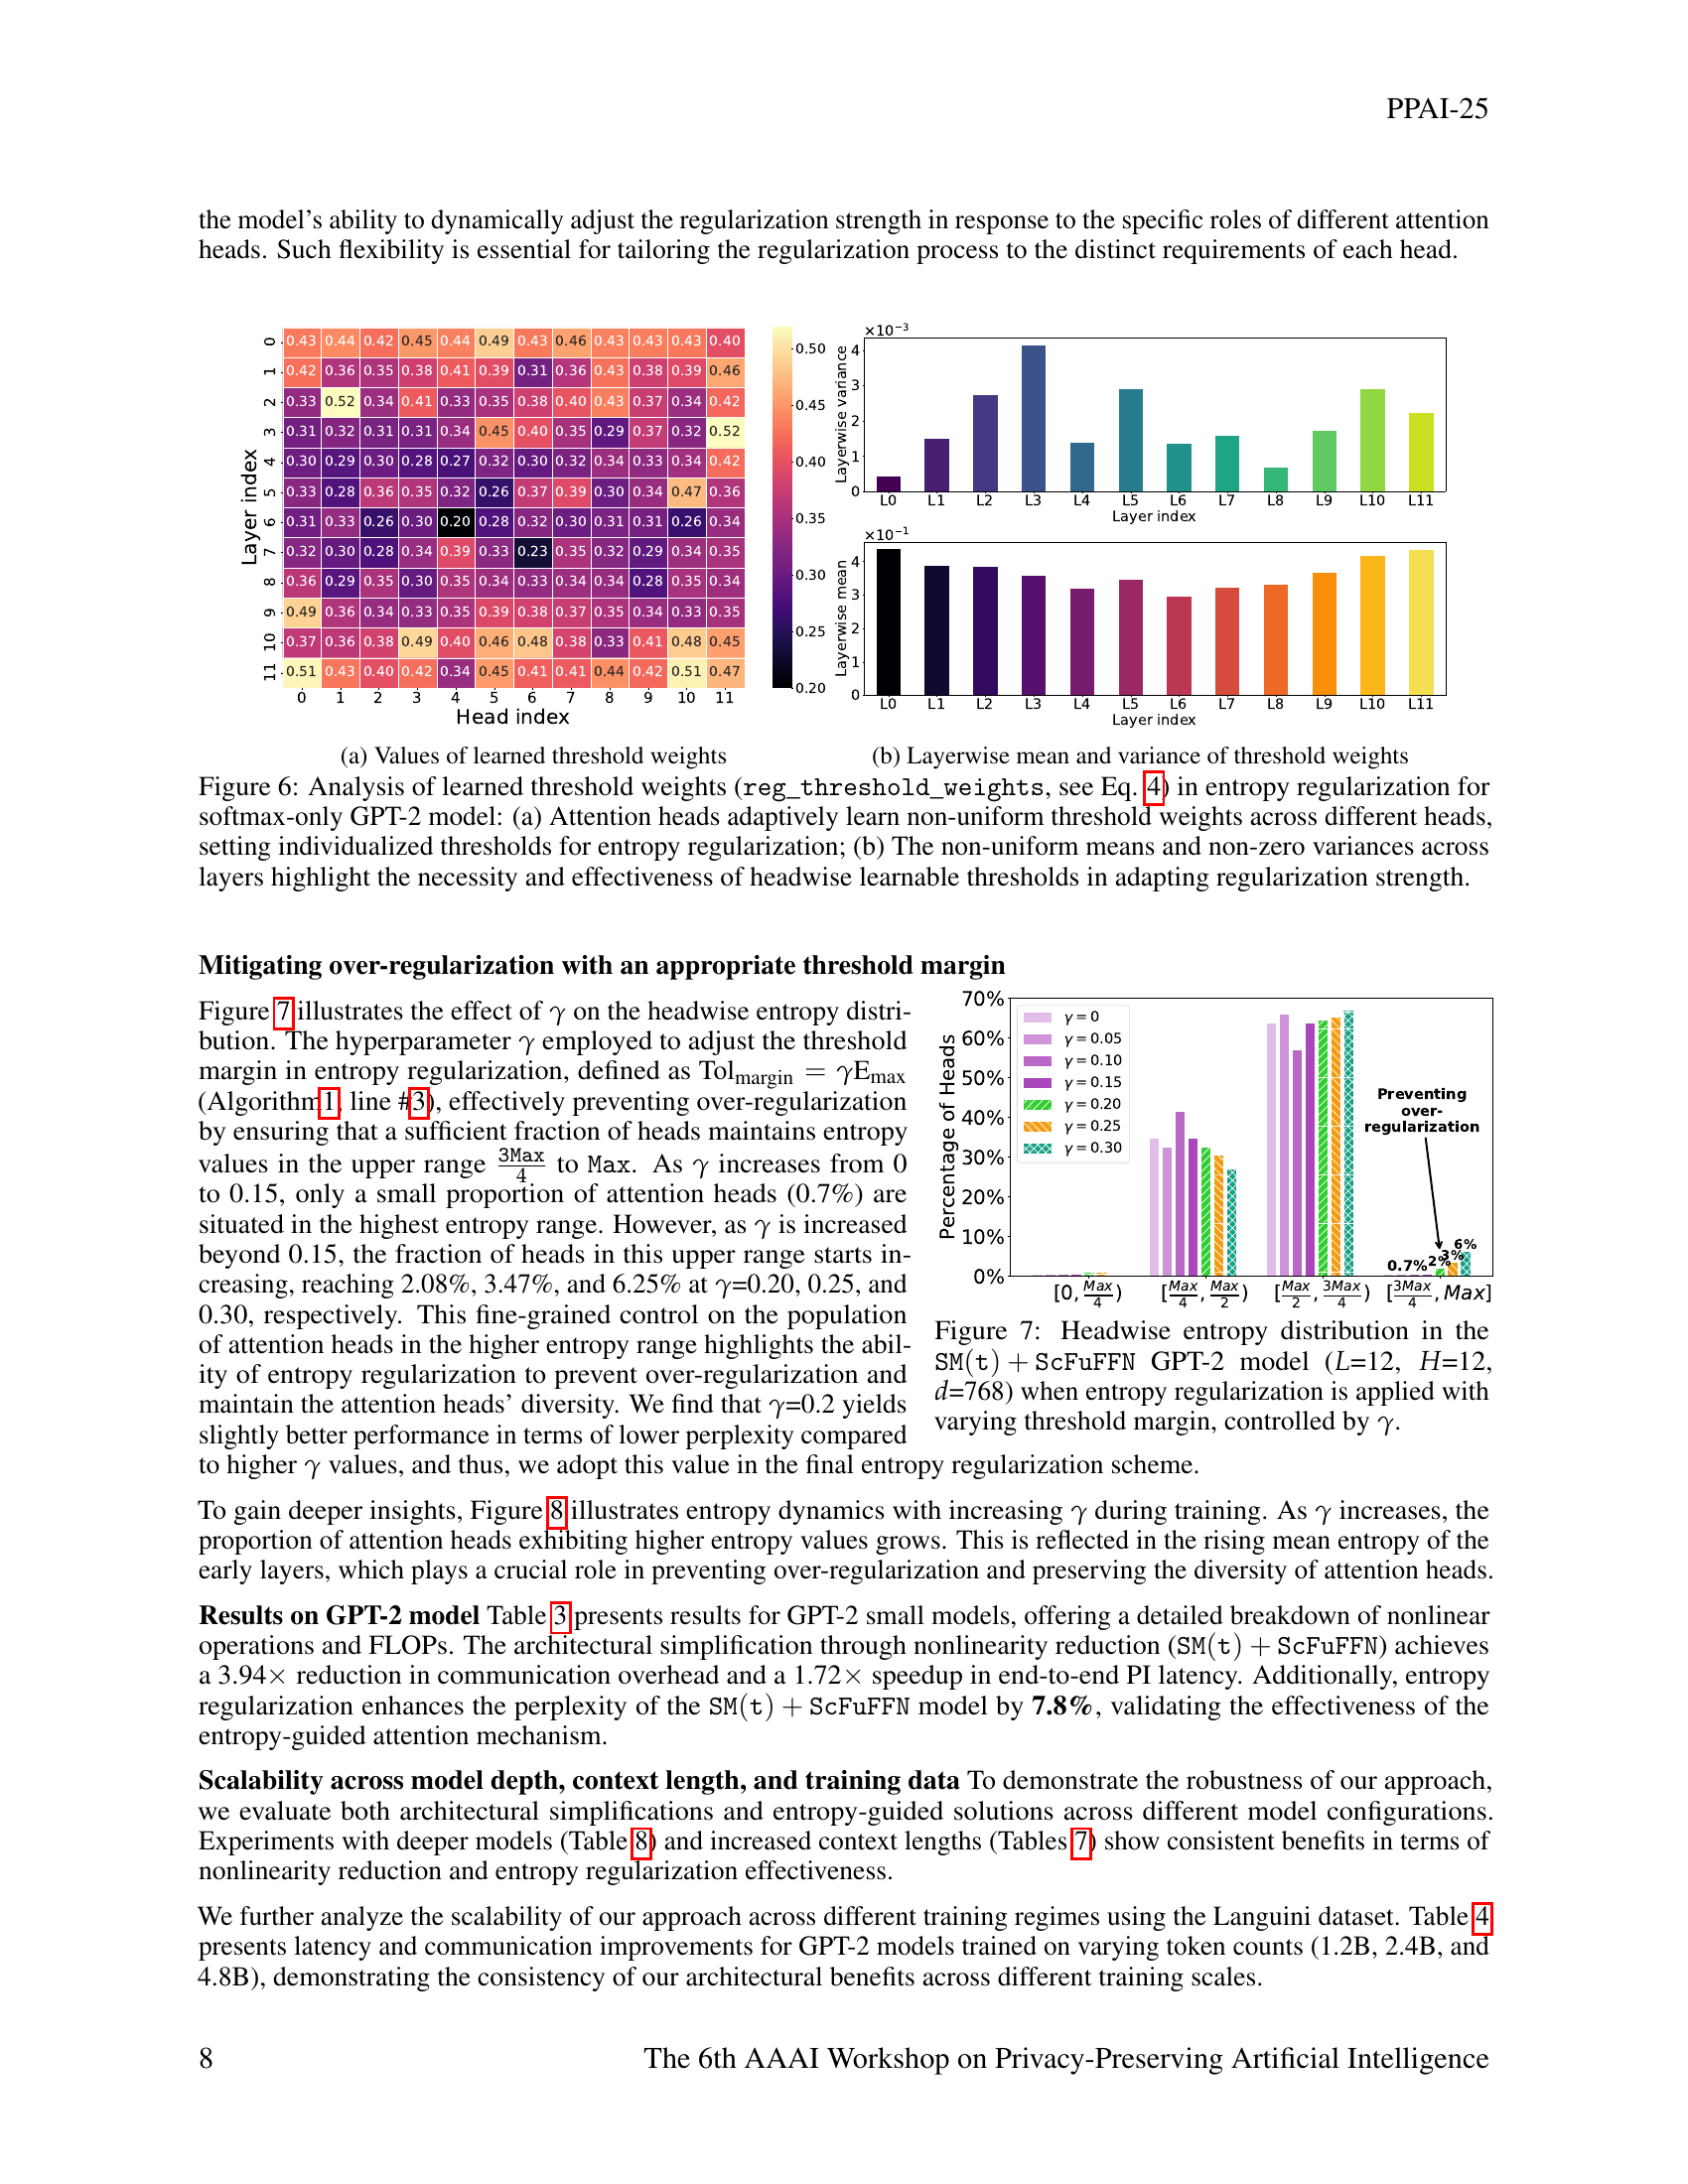 PPAI-25
the model's ability to dynamically adjust the regularization strength in response to the specific roles of different attention
heads. Such flexibility is essential for tailoring the regularization process to the distinct requirements of each head.
Layer index
0 0.43 0.44 0.42 0.45 0.44 0.49 0.43 0.46 0.43 0.43 0.43 0.40
1 0.42 0.36 0.35 0.38 0.41 0.39 0.31 0.36 0.43 0.38 0.39 0.46
2 0.33 0.52 0.34 0.41 0.33 0.35 0.38 0.40 0.43 0.37 0.34 0.42
3 0.31 0.32 0.31 0.31 0.34 0.45 0.40 0.35 0.29 0.37 0.32 0.52
4 0.30 0.29 0.30 0.28 0.27 0.32 0.30 0.32 0.34 0.33 0.34 0.42
5 0.33 0.28 0.36 0.35 0.32 0.26 0.37 0.39 0.30 0.34 0.47 0.36
6 0.31 0.33 0.26 0.30 0.20 0.28 0.32 0.30 0.31 0.31 0.26 0.34
7 0.32 0.30 0.28 0.34 0.39 0.33 0.23 0.35 0.32 0.29 0.34 0.35
8 0.36 0.29 0.35 0.30 0.35 0.34 0.33 0.34 0.34 0.28 0.35 0.34
9 0.49 0.36 0.34 0.33 0.35 0.39 0.38 0.37 0.35 0.34 0.33 0.35
10 0.37 0.36 0.38 0.49 0.40 0.46 0.48 0.38 0.33 0.41 0.48 0.45
11 0.51 0.43 0.40 0.42 0.34 0.45 0.41 0.41 0.44 0.42 0.51 0.47
0 1 2 3 4 5 6 7 8 9 10 11
Head index
0.50
0.45
0.40
0.35
0.30
0.25
0.20
×10⁻³
Layerwise variance
4
3
2
1
0
L0 L1 L2 L3 L4 L5 L6 L7 L8 L9 L10 L11
Layer index
×10⁻¹
Layerwise mean
4
3
2
1
0
L0 L1 L2 L3 L4 L5 L6 L7 L8 L9 L10 L11
Layer index
(a) Values of learned threshold weights
(b) Layerwise mean and variance of threshold weights
Figure 6: Analysis of learned threshold weights (reg_threshold_weights, see Eq. 4) in entropy regularization for
softmax-only GPT-2 model: (a) Attention heads adaptively learn non-uniform threshold weights across different heads,
setting individualized thresholds for entropy regularization; (b) The non-uniform means and non-zero variances across
layers highlight the necessity and effectiveness of headwise learnable thresholds in adapting regularization strength.
Mitigating over-regularization with an appropriate threshold margin
Figure 7 illustrates the effect of γ on the headwise entropy distri-
bution. The hyperparameter γ employed to adjust the threshold
margin in entropy regularization, defined as Tol_margin = γE_max
(Algorithm 1, line #3), effectively preventing over-regularization
by ensuring that a sufficient fraction of heads maintains entropy
values in the upper range 3Max/4 to Max. As γ increases from 0
to 0.15, only a small proportion of attention heads (0.7%) are
situated in the highest entropy range. However, as γ is increased
beyond 0.15, the fraction of heads in this upper range starts in-
creasing, reaching 2.08%, 3.47%, and 6.25% at γ=0.20, 0.25, and
0.30, respectively. This fine-grained control on the population
of attention heads in the higher entropy range highlights the abil-
ity of entropy regularization to prevent over-regularization and
maintain the attention heads' diversity. We find that γ=0.2 yields
slightly better performance in terms of lower perplexity compared
to higher γ values, and thus, we adopt this value in the final entropy regularization scheme.
Percentage of Heads
70%
60%
50%
40%
30%
20%
10%
0%
γ = 0
γ = 0.05
γ = 0.10
γ = 0.15
γ = 0.20
γ = 0.25
γ = 0.30
Preventing
over-
regularization
0.7% 2% 3% 6%
[0, Max/4) [Max/4, Max/2) [Max/2, 3Max/4) [3Max/4, Max]
Figure 7: Headwise entropy distribution in the
SM(t) + ScFuFFN GPT-2 model (L=12, H=12,
d=768) when entropy regularization is applied with
varying threshold margin, controlled by γ.
To gain deeper insights, Figure 8 illustrates entropy dynamics with increasing γ during training. As γ increases, the
proportion of attention heads exhibiting higher entropy values grows. This is reflected in the rising mean entropy of the
early layers, which plays a crucial role in preventing over-regularization and preserving the diversity of attention heads.
Results on GPT-2 model Table 3 presents results for GPT-2 small models, offering a detailed breakdown of nonlinear
operations and FLOPs. The architectural simplification through nonlinearity reduction (SM(t) + ScFuFFN) achieves
a 3.94× reduction in communication overhead and a 1.72× speedup in end-to-end PI latency. Additionally, entropy
regularization enhances the perplexity of the SM(t) + ScFuFFN model by 7.8%, validating the effectiveness of the
entropy-guided attention mechanism.
Scalability across model depth, context length, and training data To demonstrate the robustness of our approach,
we evaluate both architectural simplifications and entropy-guided solutions across different model configurations.
Experiments with deeper models (Table 8) and increased context lengths (Tables 7) show consistent benefits in terms of
nonlinearity reduction and entropy regularization effectiveness.
We further analyze the scalability of our approach across different training regimes using the Languini dataset. Table 4
presents latency and communication improvements for GPT-2 models trained on varying token counts (1.2B, 2.4B, and
4.8B), demonstrating the consistency of our architectural benefits across different training scales.
8
The 6th AAAI Workshop on Privacy-Preserving Artificial Intelligence